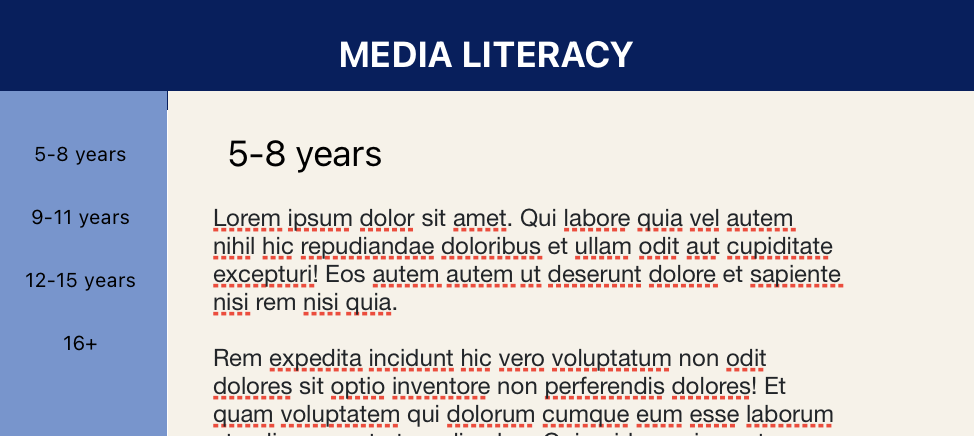 MEDIA LITERACY
5-8 years
9-11 years
12-15 years
16+
5-8 years
Lorem ipsum dolor sit amet. Qui labore quia vel autem
nihil hic repudiandae doloribus et ullam odit aut cupiditate
excepturi! Eos autem autem ut deserunt dolore et sapiente
nisi rem nisi quia.
Rem expedita incidunt hic vero voluptatum non odit
dolores sit optio inventore non perferendis dolores! Et
quam voluptatem qui dolorum cumque eum esse laborum